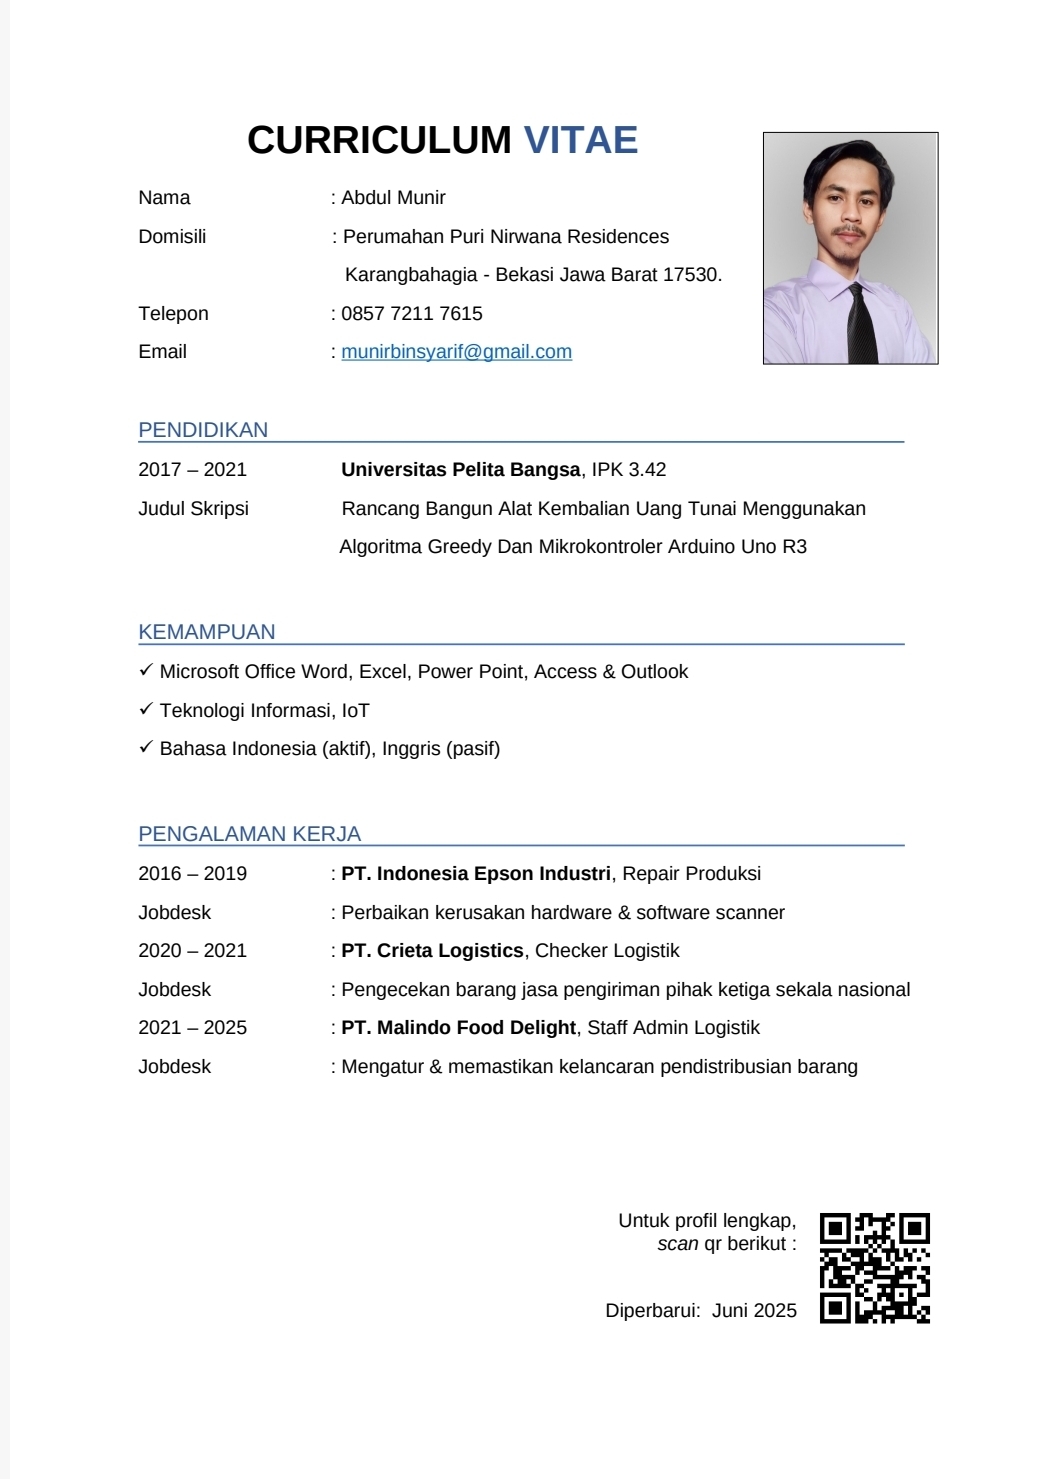 CURRICULUM VITAE
Nama : Abdul Munir
Domisili : Perumahan Puri Nirwana Residences
Karangbahagia - Bekasi Jawa Barat 17530.
Telepon : 0857 7211 7615
Email : munirbinsyarif@gmail.com
PENDIDIKAN
2017 – 2021 Universitas Pelita Bangsa, IPK 3.42
Judul Skripsi Rancang Bangun Alat Kembalian Uang Tunai Menggunakan
Algoritma Greedy Dan Mikrokontroler Arduino Uno R3
KEMAMPUAN
✓ Microsoft Office Word, Excel, Power Point, Access & Outlook
✓ Teknologi Informasi, IoT
✓ Bahasa Indonesia (aktif), Inggris (pasif)
PENGALAMAN KERJA
2016 – 2019 : PT. Indonesia Epson Industri, Repair Produksi
Jobdesk : Perbaikan kerusakan hardware & software scanner
2020 – 2021 : PT. Crieta Logistics, Checker Logistik
Jobdesk : Pengecekan barang jasa pengiriman pihak ketiga sekala nasional
2021 – 2025 : PT. Malindo Food Delight, Staff Admin Logistik
Jobdesk : Mengatur & memastikan kelancaran pendistribusian barang
Untuk profil lengkap,
scan qr berikut :
Diperbarui: Juni 2025